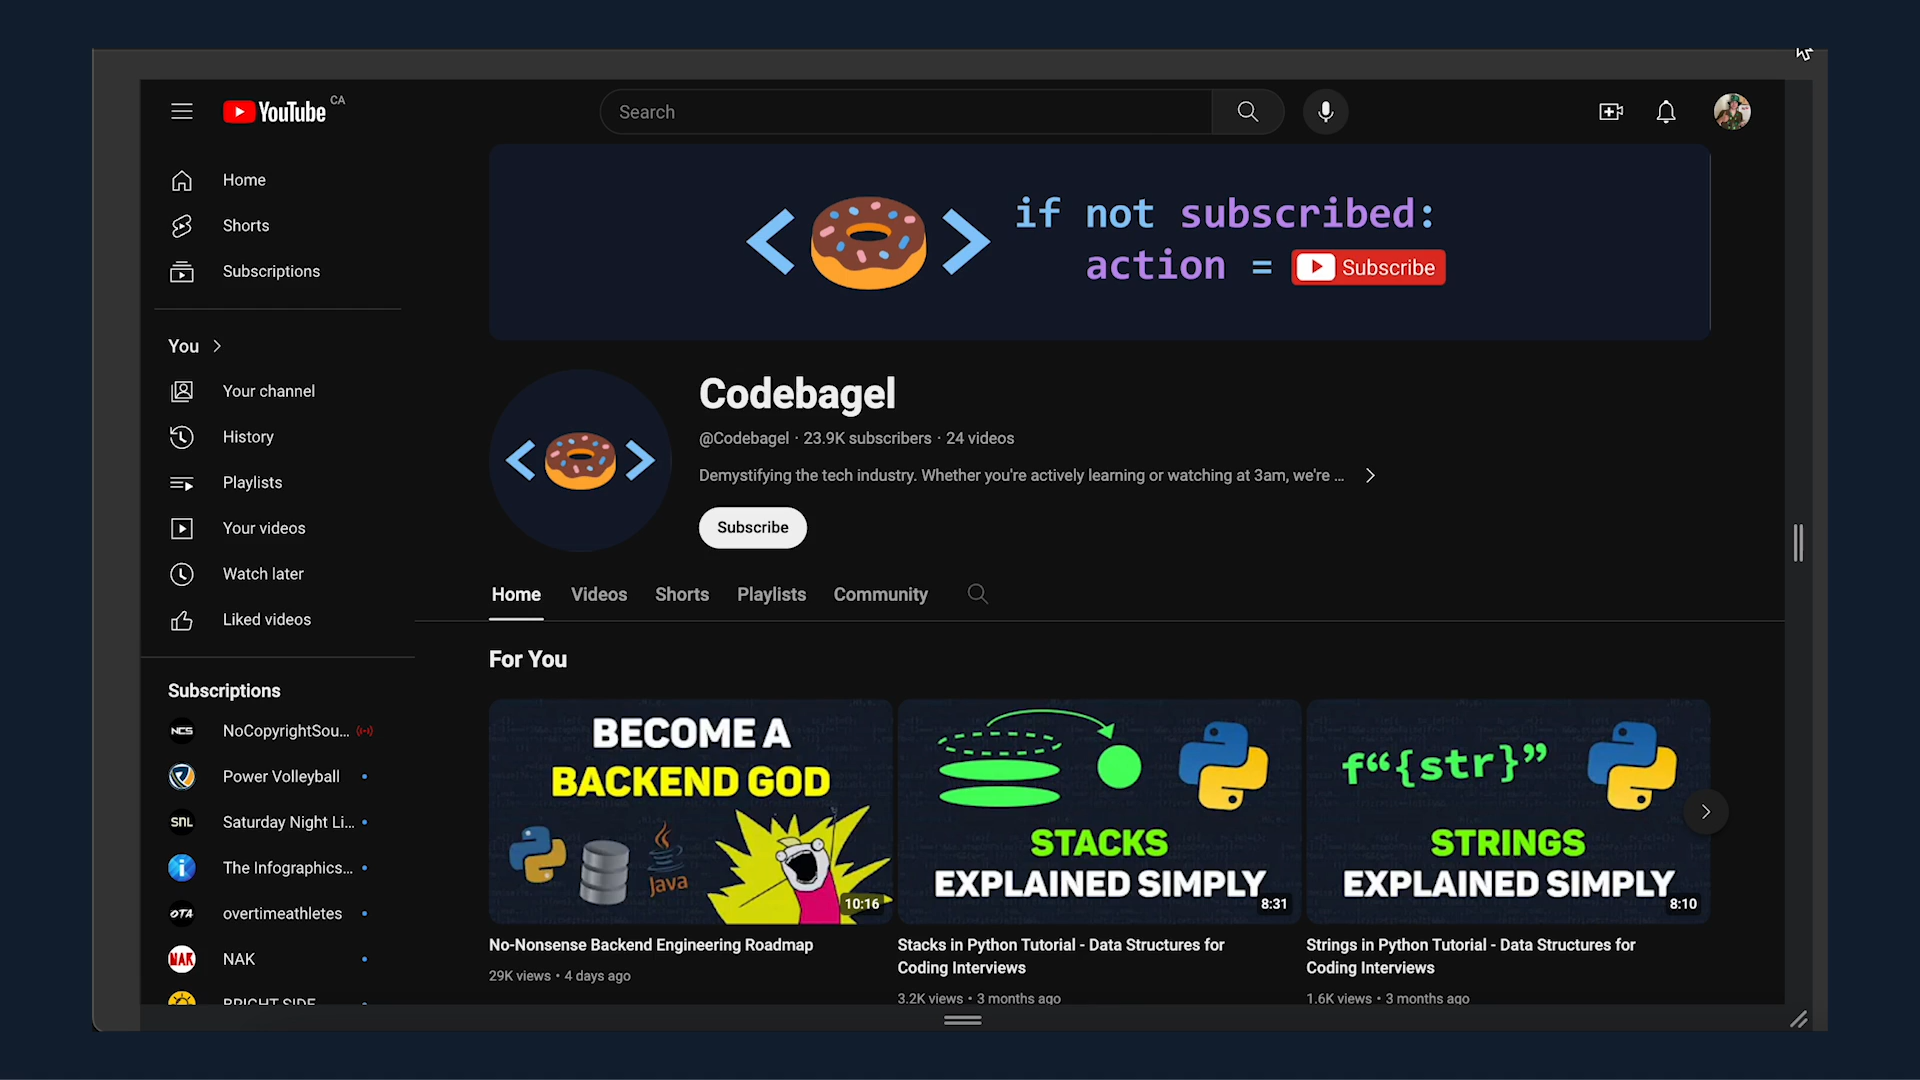 YouTube CA
Search
Home
Shorts
Subscriptions
You
Your channel
History
Playlists
Your videos
Watch later
Liked videos
Subscriptions
NCS NoCopyrightSou...
Power Volleyball
SNL Saturday Night Li...
The Infographics...
OTA overtimeathletes
NAK NAK
BRIGHT SIDE
< > if not subscribed:
action = Subscribe
< >
Codebagel
@Codebagel · 23.9K subscribers · 24 videos
Demystifying the tech industry. Whether you're actively learning or watching at 3am, we're ...
Subscribe
Home Videos Shorts Playlists Community
For You
BECOME A
BACKEND GOD
Java
10:16
No-Nonsense Backend Engineering Roadmap
29K views • 4 days ago
STACKS
EXPLAINED SIMPLY
8:31
Stacks in Python Tutorial - Data Structures for
Coding Interviews
3.2K views • 3 months ago
f“{str}”
STRINGS
EXPLAINED SIMPLY
8:10
Strings in Python Tutorial - Data Structures for
Coding Interviews
1.6K views • 3 months ago